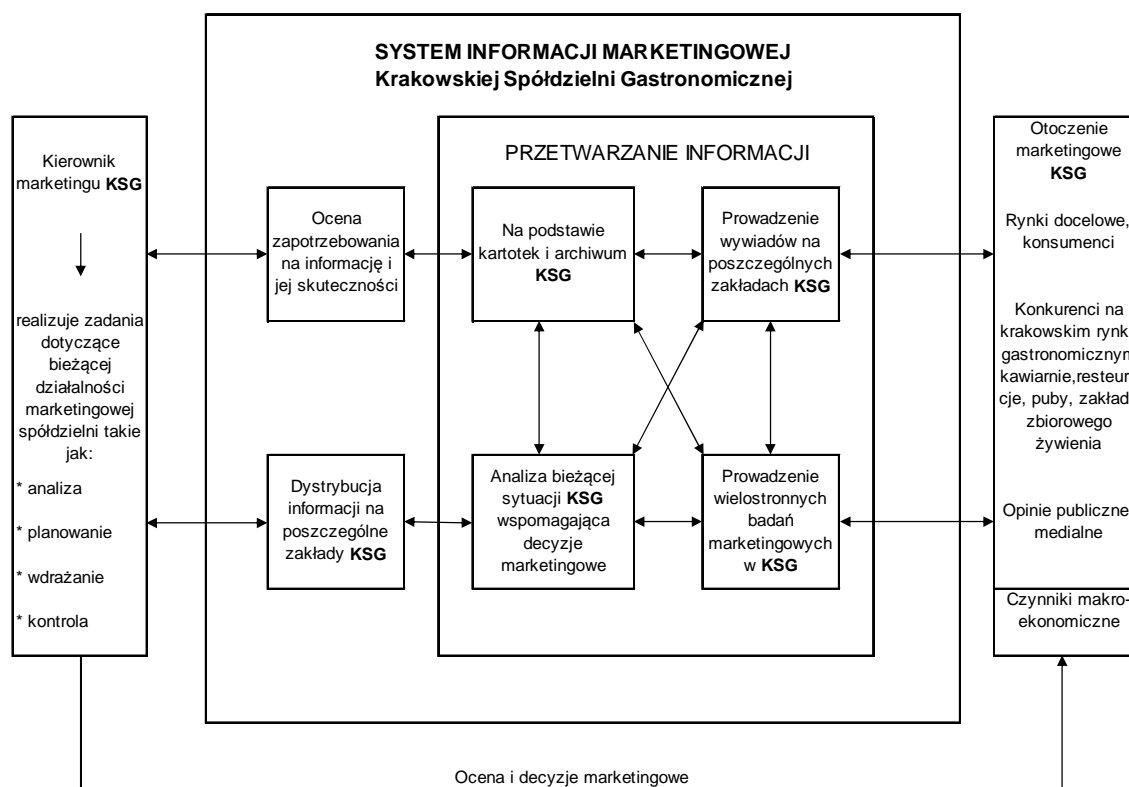 SYSTEM INFORMACJI MARKETINGOWEJ
Krakowskiej Spółdzielni Gastronomicznej
Kierownik
marketingu KSG
realizuje zadania
dotyczące
bieżącej
działalności
marketingowej
spółdzielni takie
jak:
* analiza
* planowanie
* wdrażanie
* kontrola
Ocena
zapotrzebowania
na informację i
jej skuteczności
Dystrybucja
informacji na
poszczególne
zakłady KSG
PRZETWARZANIE INFORMACJI
Na podstawie
kartotek i archiwum
KSG
Prowadzenie
wywiadów na
poszczególnych
zakładach KSG
Analiza bieżącej
sytuacji KSG
wspomagająca
decyzje
marketingowe
Prowadzenie
wielostronnych
badań
marketingowych
w KSG
Otoczenie
marketingowe
KSG
Rynki docelowe,
konsumenci
Konkurenci na
krakowskim rynk
gastronomicznym
kawiarnie,resteur
cje, puby, zakład
zbiorowego
żywienia
Opinie publiczne
medialne
Czynniki makro-
ekonomiczne
Ocena i decyzje marketingowe